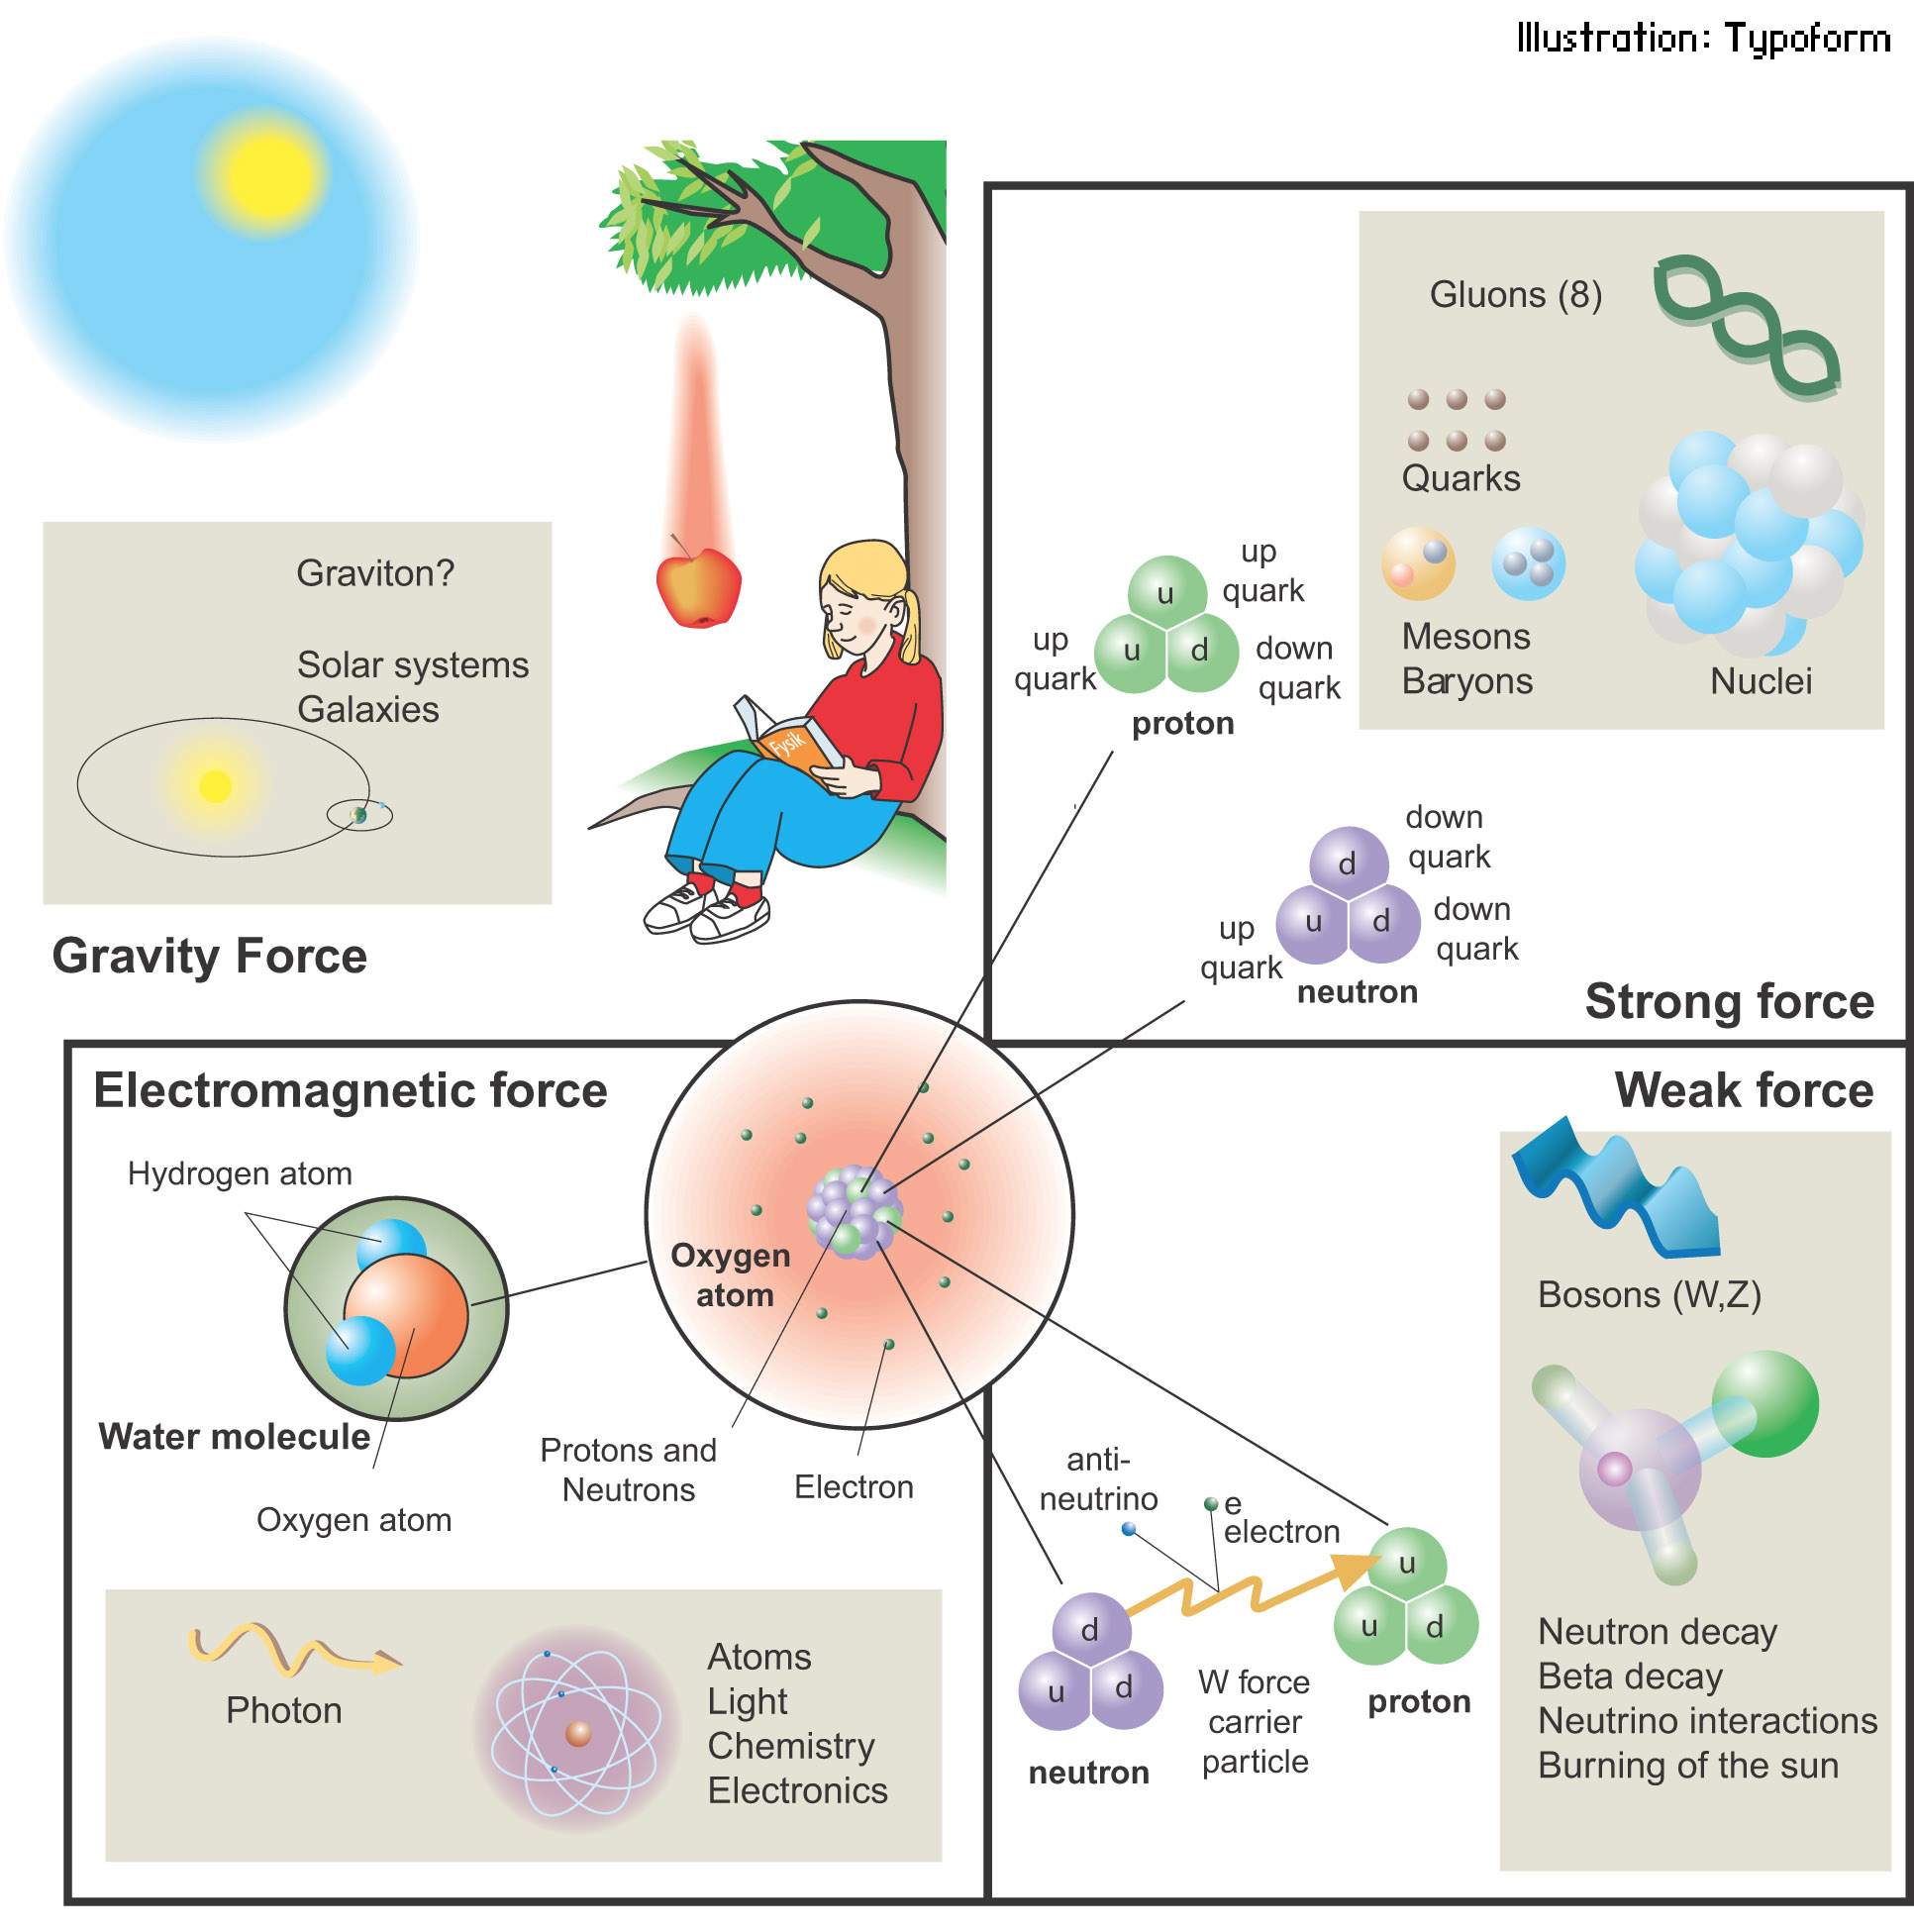 Illustration: Typoform
Graviton?
Solar systems
Galaxies
Fysik
Gravity Force
Gluons (8)
Quarks
Mesons
Baryons
Nuclei
up
quark
u
up
quark
u
d
down
quark
proton
down
quark
d
up
quark
u
d
down
quark
neutron
Strong force
Electromagnetic force
Hydrogen atom
Water molecule
Oxygen atom
Oxygen
atom
Protons and
Neutrons
Electron
Photon
Atoms
Light
Chemistry
Electronics
Weak force
Bosons (W,Z)
anti-
neutrino
e
electron
d
u
d
neutron
W force
carrier
particle
u
u
d
proton
Neutron decay
Beta decay
Neutrino interactions
Burning of the sun